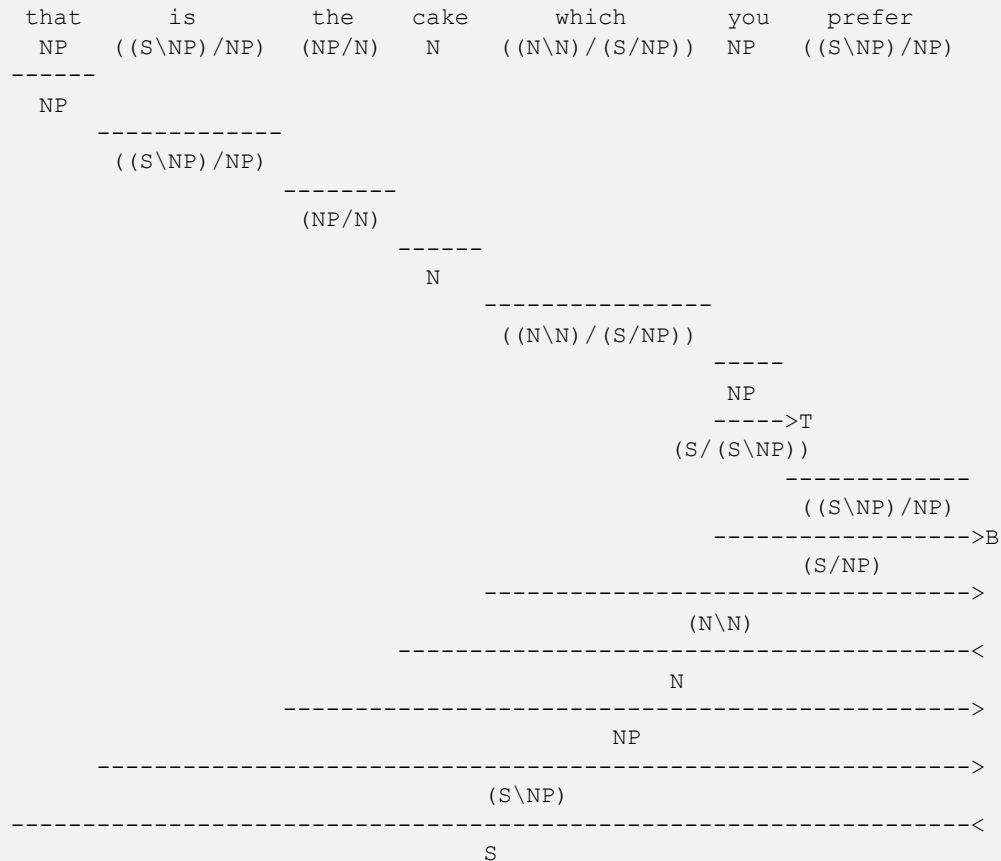 that is the cake which you prefer
NP ((S\NP)/NP) (NP/N) N ((N\N)/(S/NP)) NP ((S\NP)/NP)
------
NP
-------------
((S\NP)/NP)
--------
(NP/N)
------
N
----------------
((N\N)/(S/NP))
-----
NP
----->T
(S/(S\NP))
-------------
((S\NP)/NP)
------------------>B
(S/NP)
---------------------------------->
(N\N)
----------------------------------------<
N
------------------------------------------------>
NP
------------------------------------------------------------->
(S\NP)
-------------------------------------------------------------------<
S